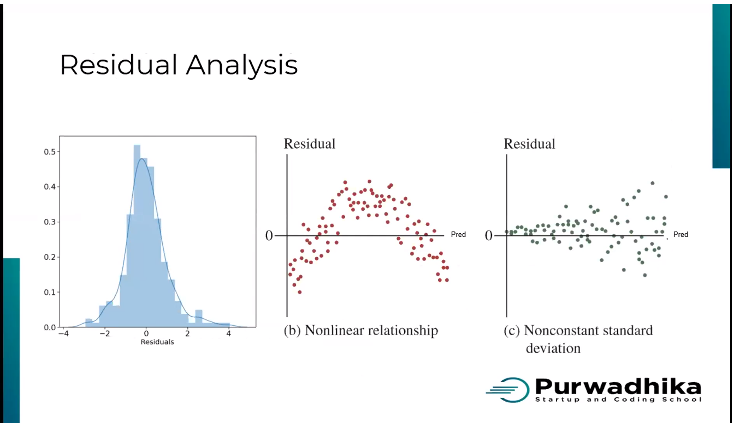 Residual Analysis
0.5
0.4
0.3
0.2
0.1
0.0
−4 −2 0 2 4
Residuals
Residual
0
Pred
(b) Nonlinear relationship
Residual
0
Pred
(c) Nonconstant standard
deviation
Purwadhika
Startup and Coding School